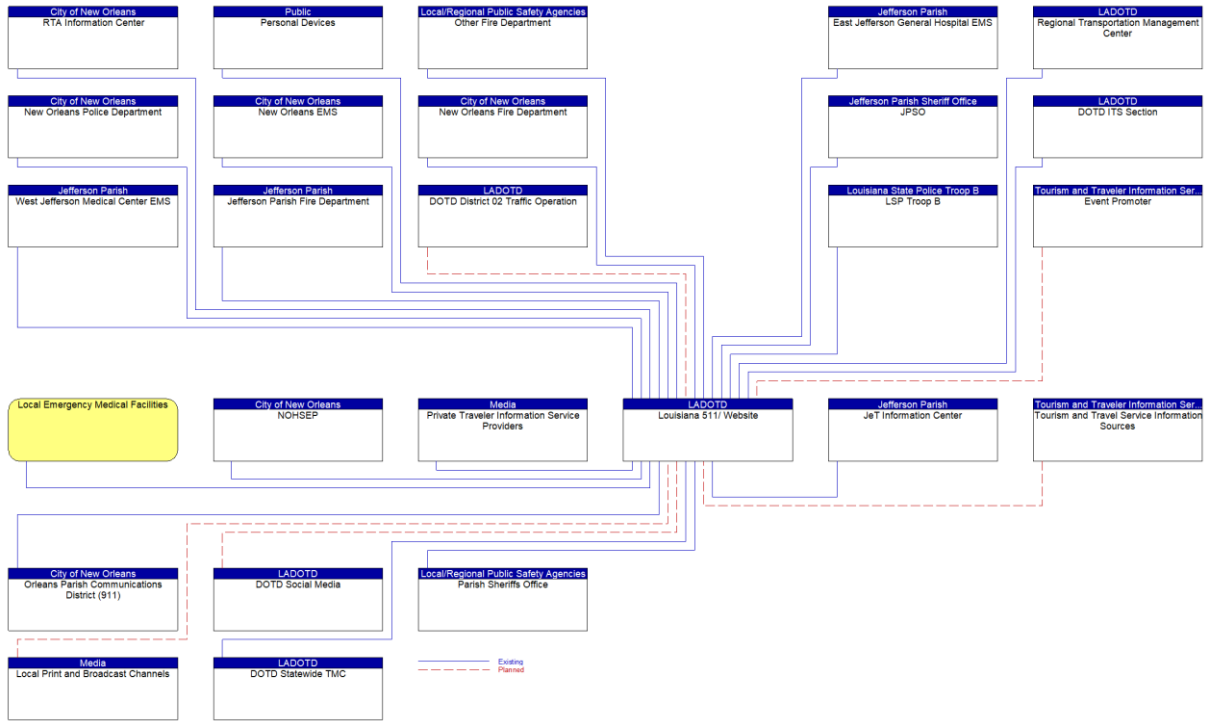 City of New Orleans
RTA Information Center
Public
Personal Devices
Local/Regional Public Safety Agencies
Other Fire Department
Jefferson Parish
East Jefferson General Hospital EMS
LADOTD
Regional Transportation Management
Center
City of New Orleans
New Orleans Police Department
City of New Orleans
New Orleans EMS
City of New Orleans
New Orleans Fire Department
Jefferson Parish Sheriff Office
JPSO
LADOTD
DOTD ITS Section
Jefferson Parish
West Jefferson Medical Center EMS
Jefferson Parish
Jefferson Parish Fire Department
LADOTD
DOTD District 02 Traffic Operation
Louisiana State Police Troop B
LSP Troop B
Tourism and Traveler Information Ser...
Event Promoter
Local Emergency Medical Facilities
City of New Orleans
NOHSEP
Media
Private Traveler Information Service
Providers
LADOTD
Louisiana 511/ Website
Jefferson Parish
JeT Information Center
Tourism and Traveler Information Ser...
Tourism and Travel Service Information
Sources
City of New Orleans
Orleans Parish Communications
District (911)
LADOTD
DOTD Social Media
Local/Regional Public Safety Agencies
Parish Sheriffs Office
Media
Local Print and Broadcast Channels
LADOTD
DOTD Statewide TMC
Existing
Planned